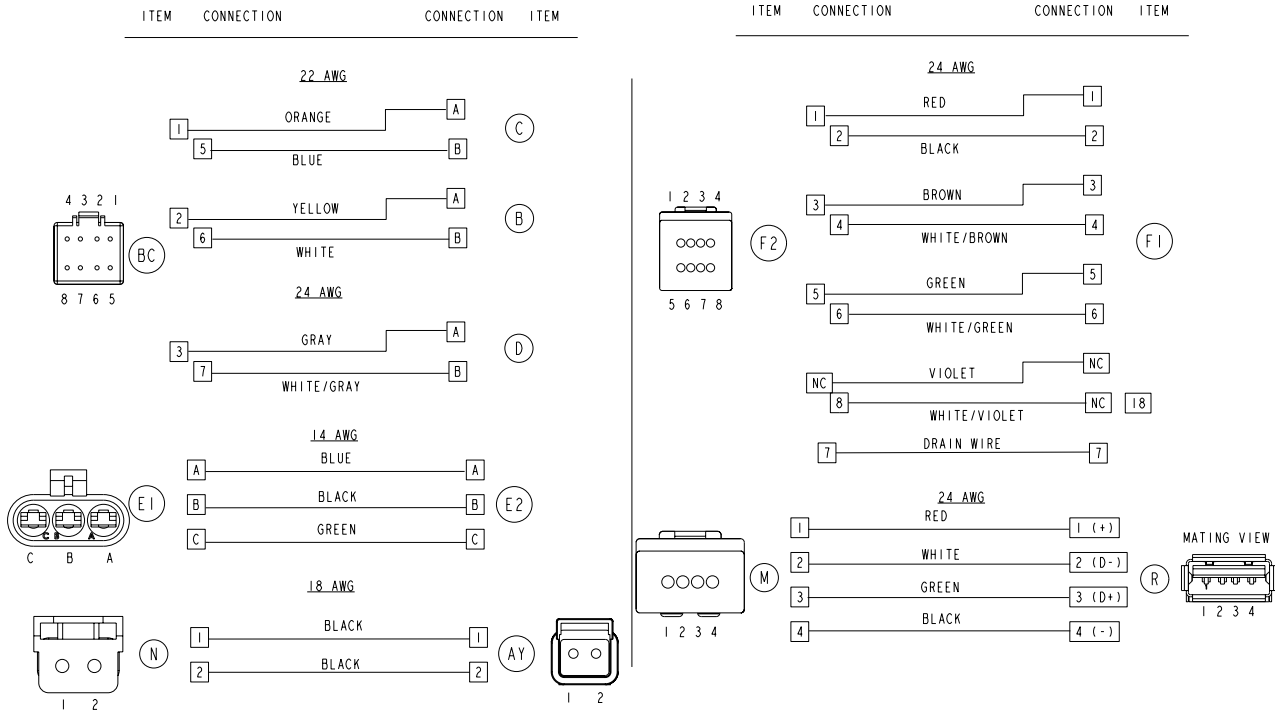 ITEM CONNECTION CONNECTION ITEM
22 AWG
ORANGE
1 A
C
5 B
BLUE
4 3 2 1
YELLOW
2 A
B
6 B
WHITE
BC
8 7 6 5
24 AWG
GRAY
3 A
D
7 B
WHITE/GRAY
14 AWG
BLUE
A A
BLACK
E1 B B E2
GREEN
C C
C B A
C B A
18 AWG
BLACK
1 1
N AY
BLACK
2 2
1 2
1 2
ITEM CONNECTION CONNECTION ITEM
24 AWG
RED
1 1
2 2
BLACK
BROWN
3 3
1 2 3 4
4 4
WHITE/BROWN
F2 F1
GREEN
5 5
5 6 7 8
6 6
WHITE/GREEN
VIOLET
NC NC
8 NC 18
WHITE/VIOLET
DRAIN WIRE
7 7
24 AWG
RED
1 1 (+)
WHITE
2 2 (D-)
MATING VIEW
M R
GREEN
3 3 (D+)
BLACK
4 4 (-)
1 2 3 4
1 2 3 4